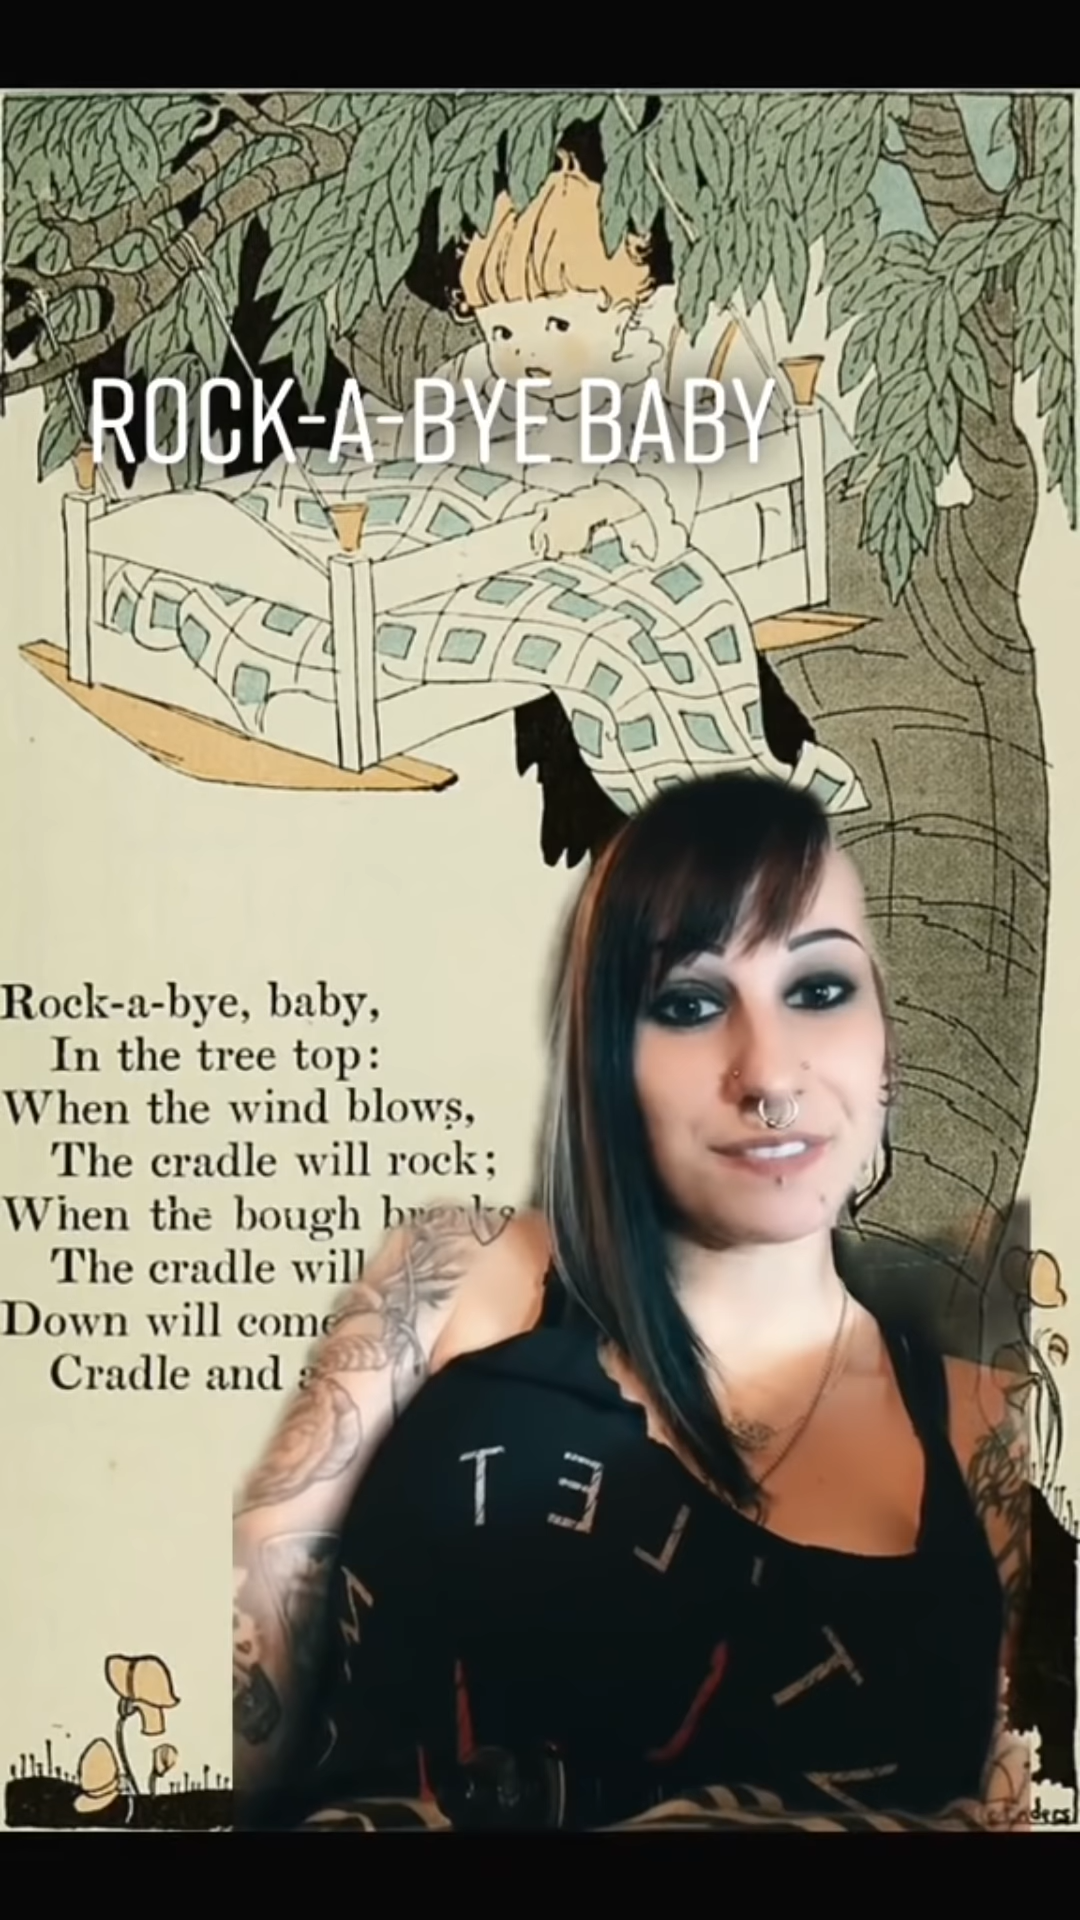 ROCK-A-BYE BABY
Rock-a-bye, baby,
In the tree top:
When the wind blows,
The cradle will rock;
When the bough breaks
The cradle will
Down will come
Cradle and